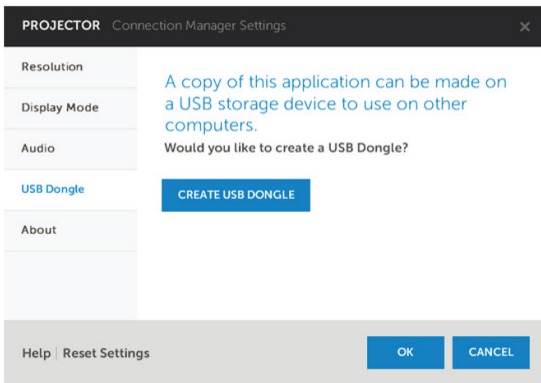 PROJECTOR Connection Manager Settings ×
Resolution
Display Mode
Audio
USB Dongle
About
A copy of this application can be made on
a USB storage device to use on other
computers.
Would you like to create a USB Dongle?
CREATE USB DONGLE
Help | Reset Settings
OK
CANCEL